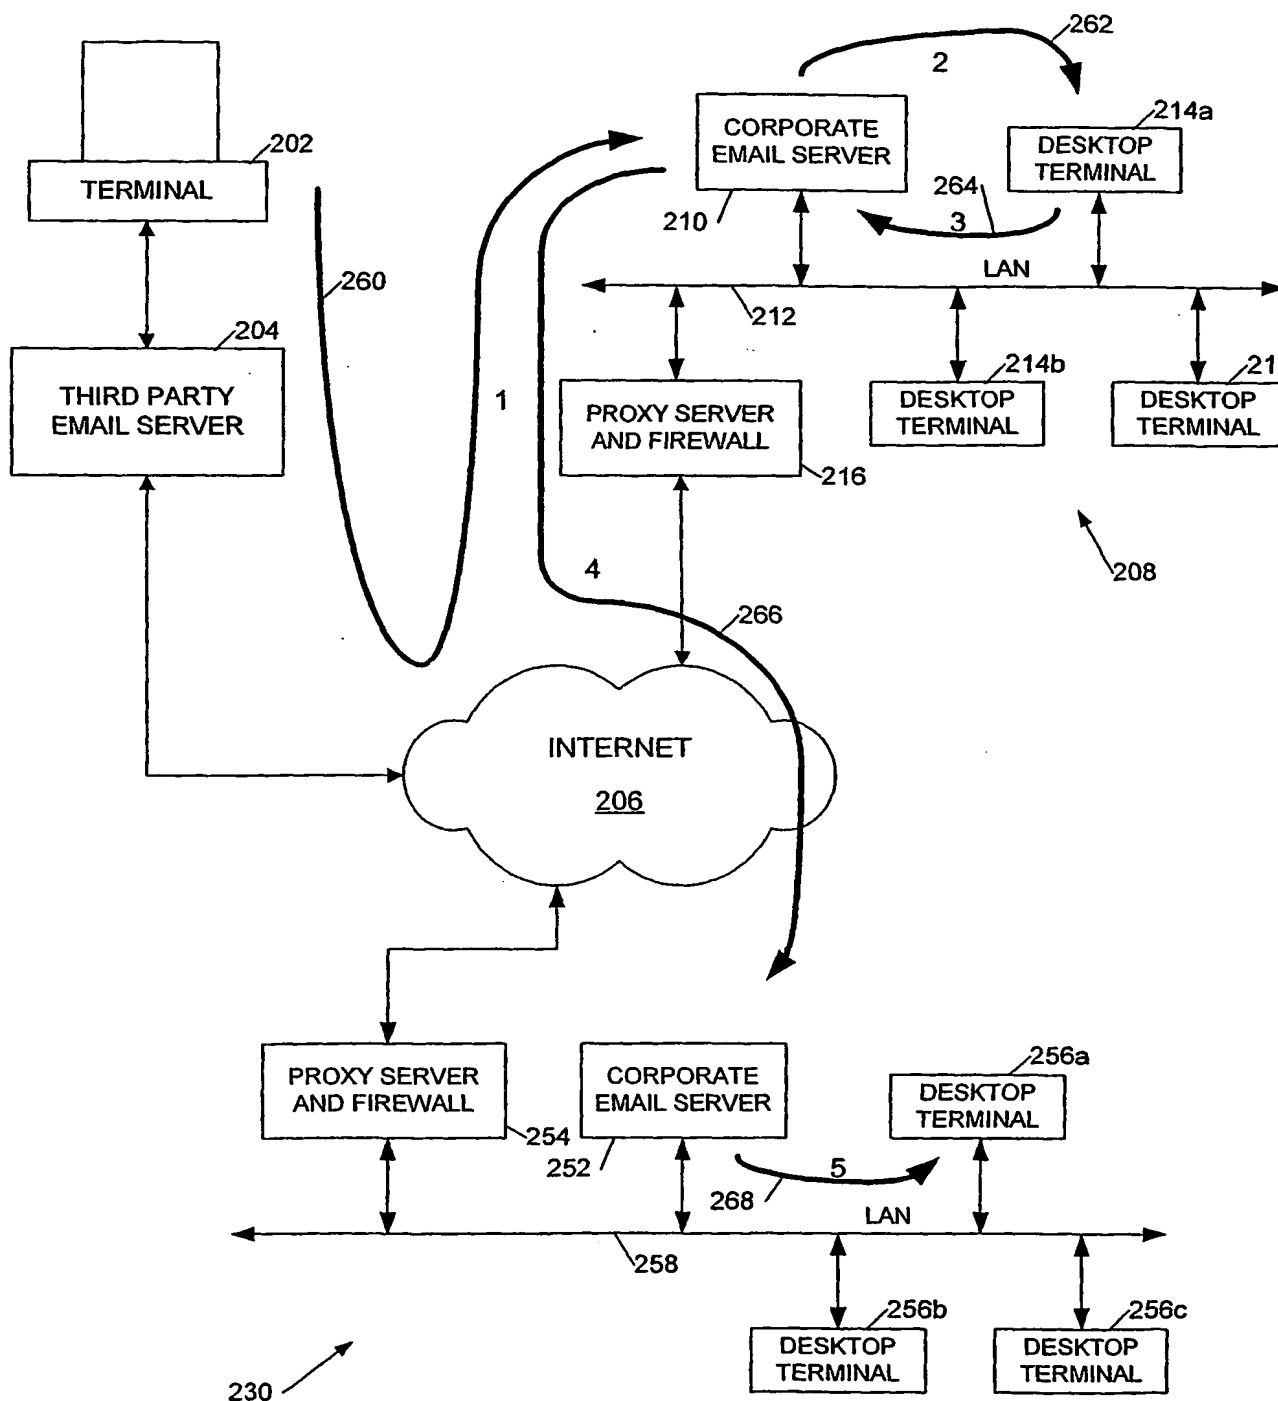 262
2
214a
CORPORATE
EMAIL SERVER
DESKTOP
TERMINAL
202
TERMINAL
264
210
3
LAN
260
212
204
THIRD PARTY
EMAIL SERVER
1
PROXY SERVER
AND FIREWALL
216
214b
DESKTOP
TERMINAL
21
DESKTOP
TERMINAL
4
208
266
INTERNET
206
PROXY SERVER
AND FIREWALL
254
CORPORATE
EMAIL SERVER
252
256a
DESKTOP
TERMINAL
5
268
LAN
258
256b
DESKTOP
TERMINAL
256c
DESKTOP
TERMINAL
230